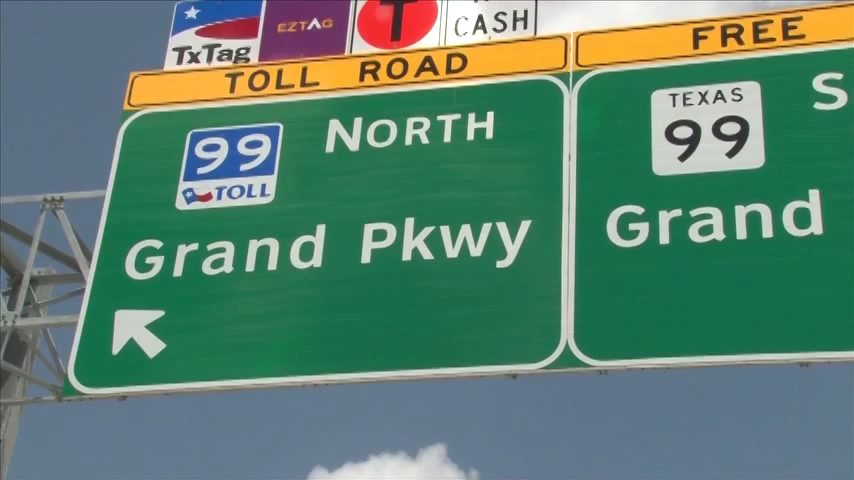 TxTag
EZTAG
T
CASH
TOLL ROAD
99
TOLL
NORTH
Grand Pkwy
FREE
TEXAS
99
S
Grand